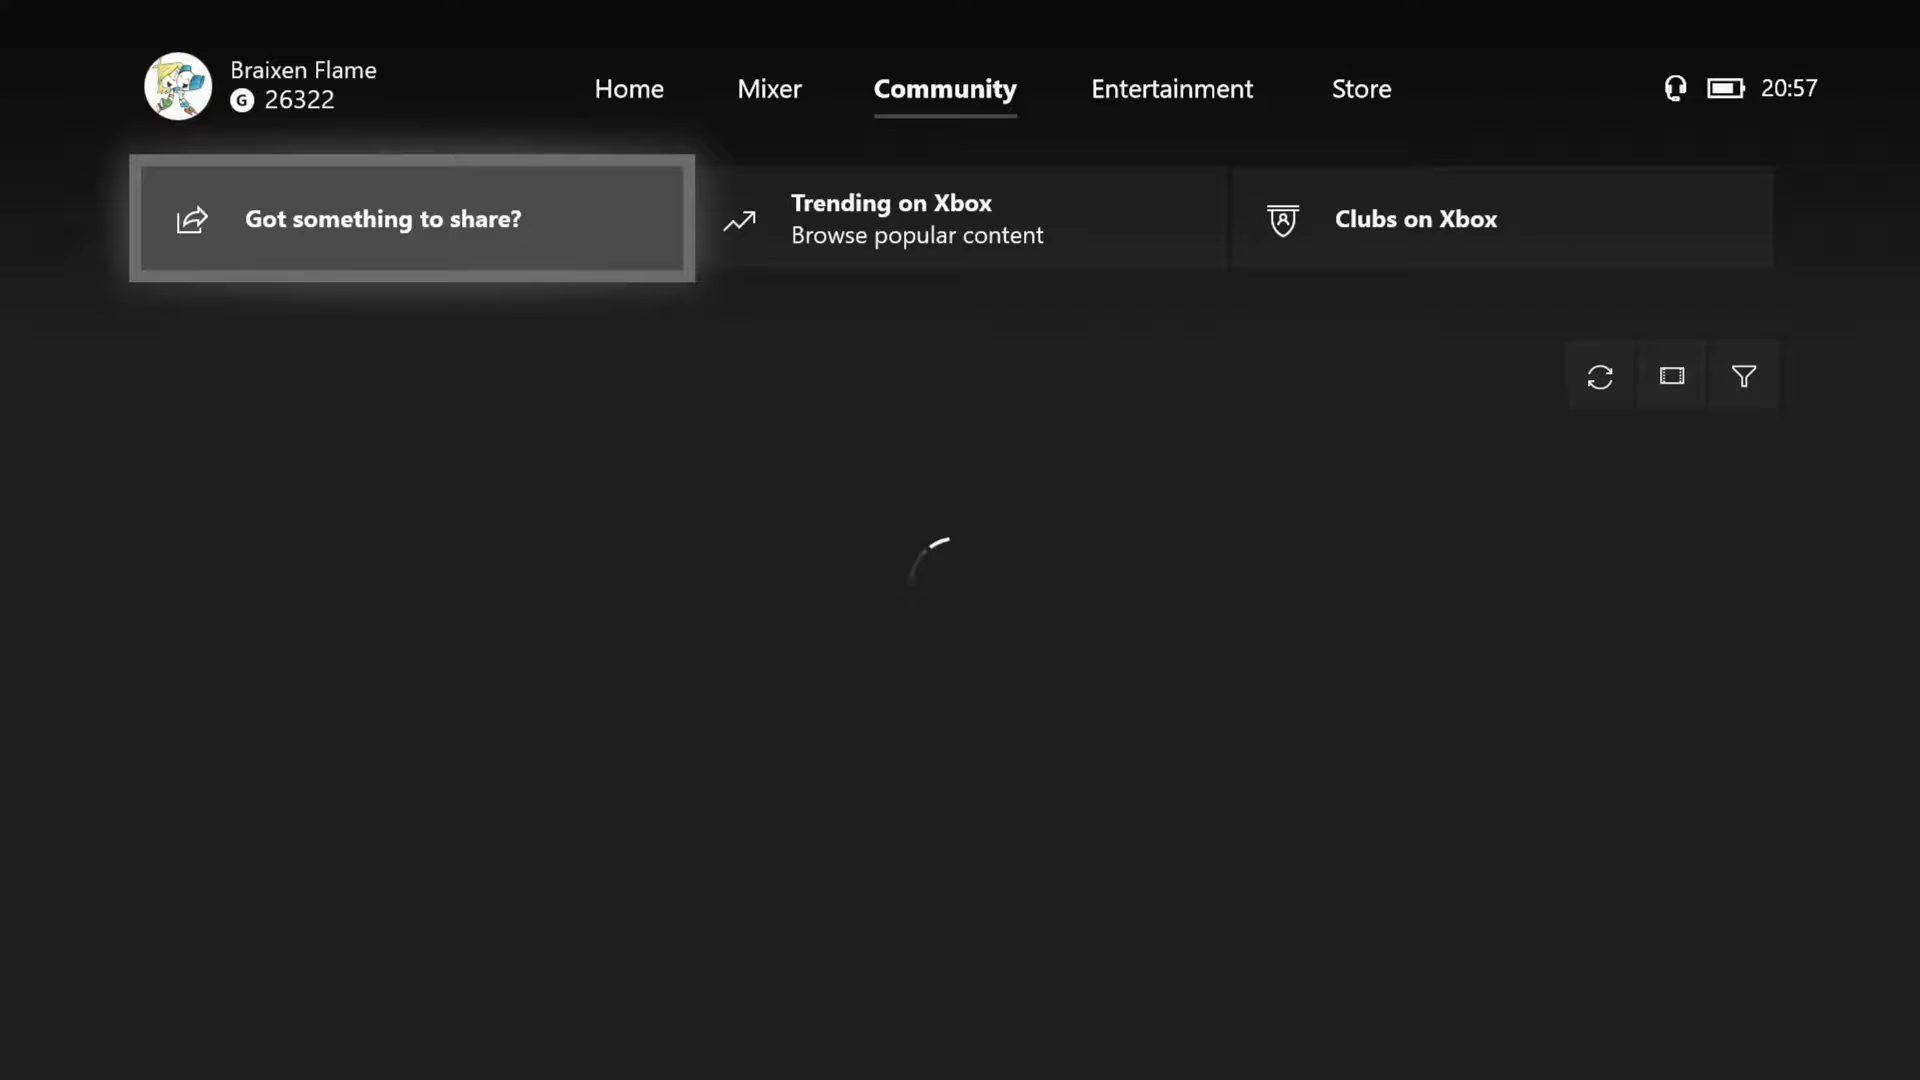 Braixen Flame
G 26322
Home
Mixer
Community
Entertainment
Store
20:57
Got something to share?
Trending on Xbox
Browse popular content
Clubs on Xbox